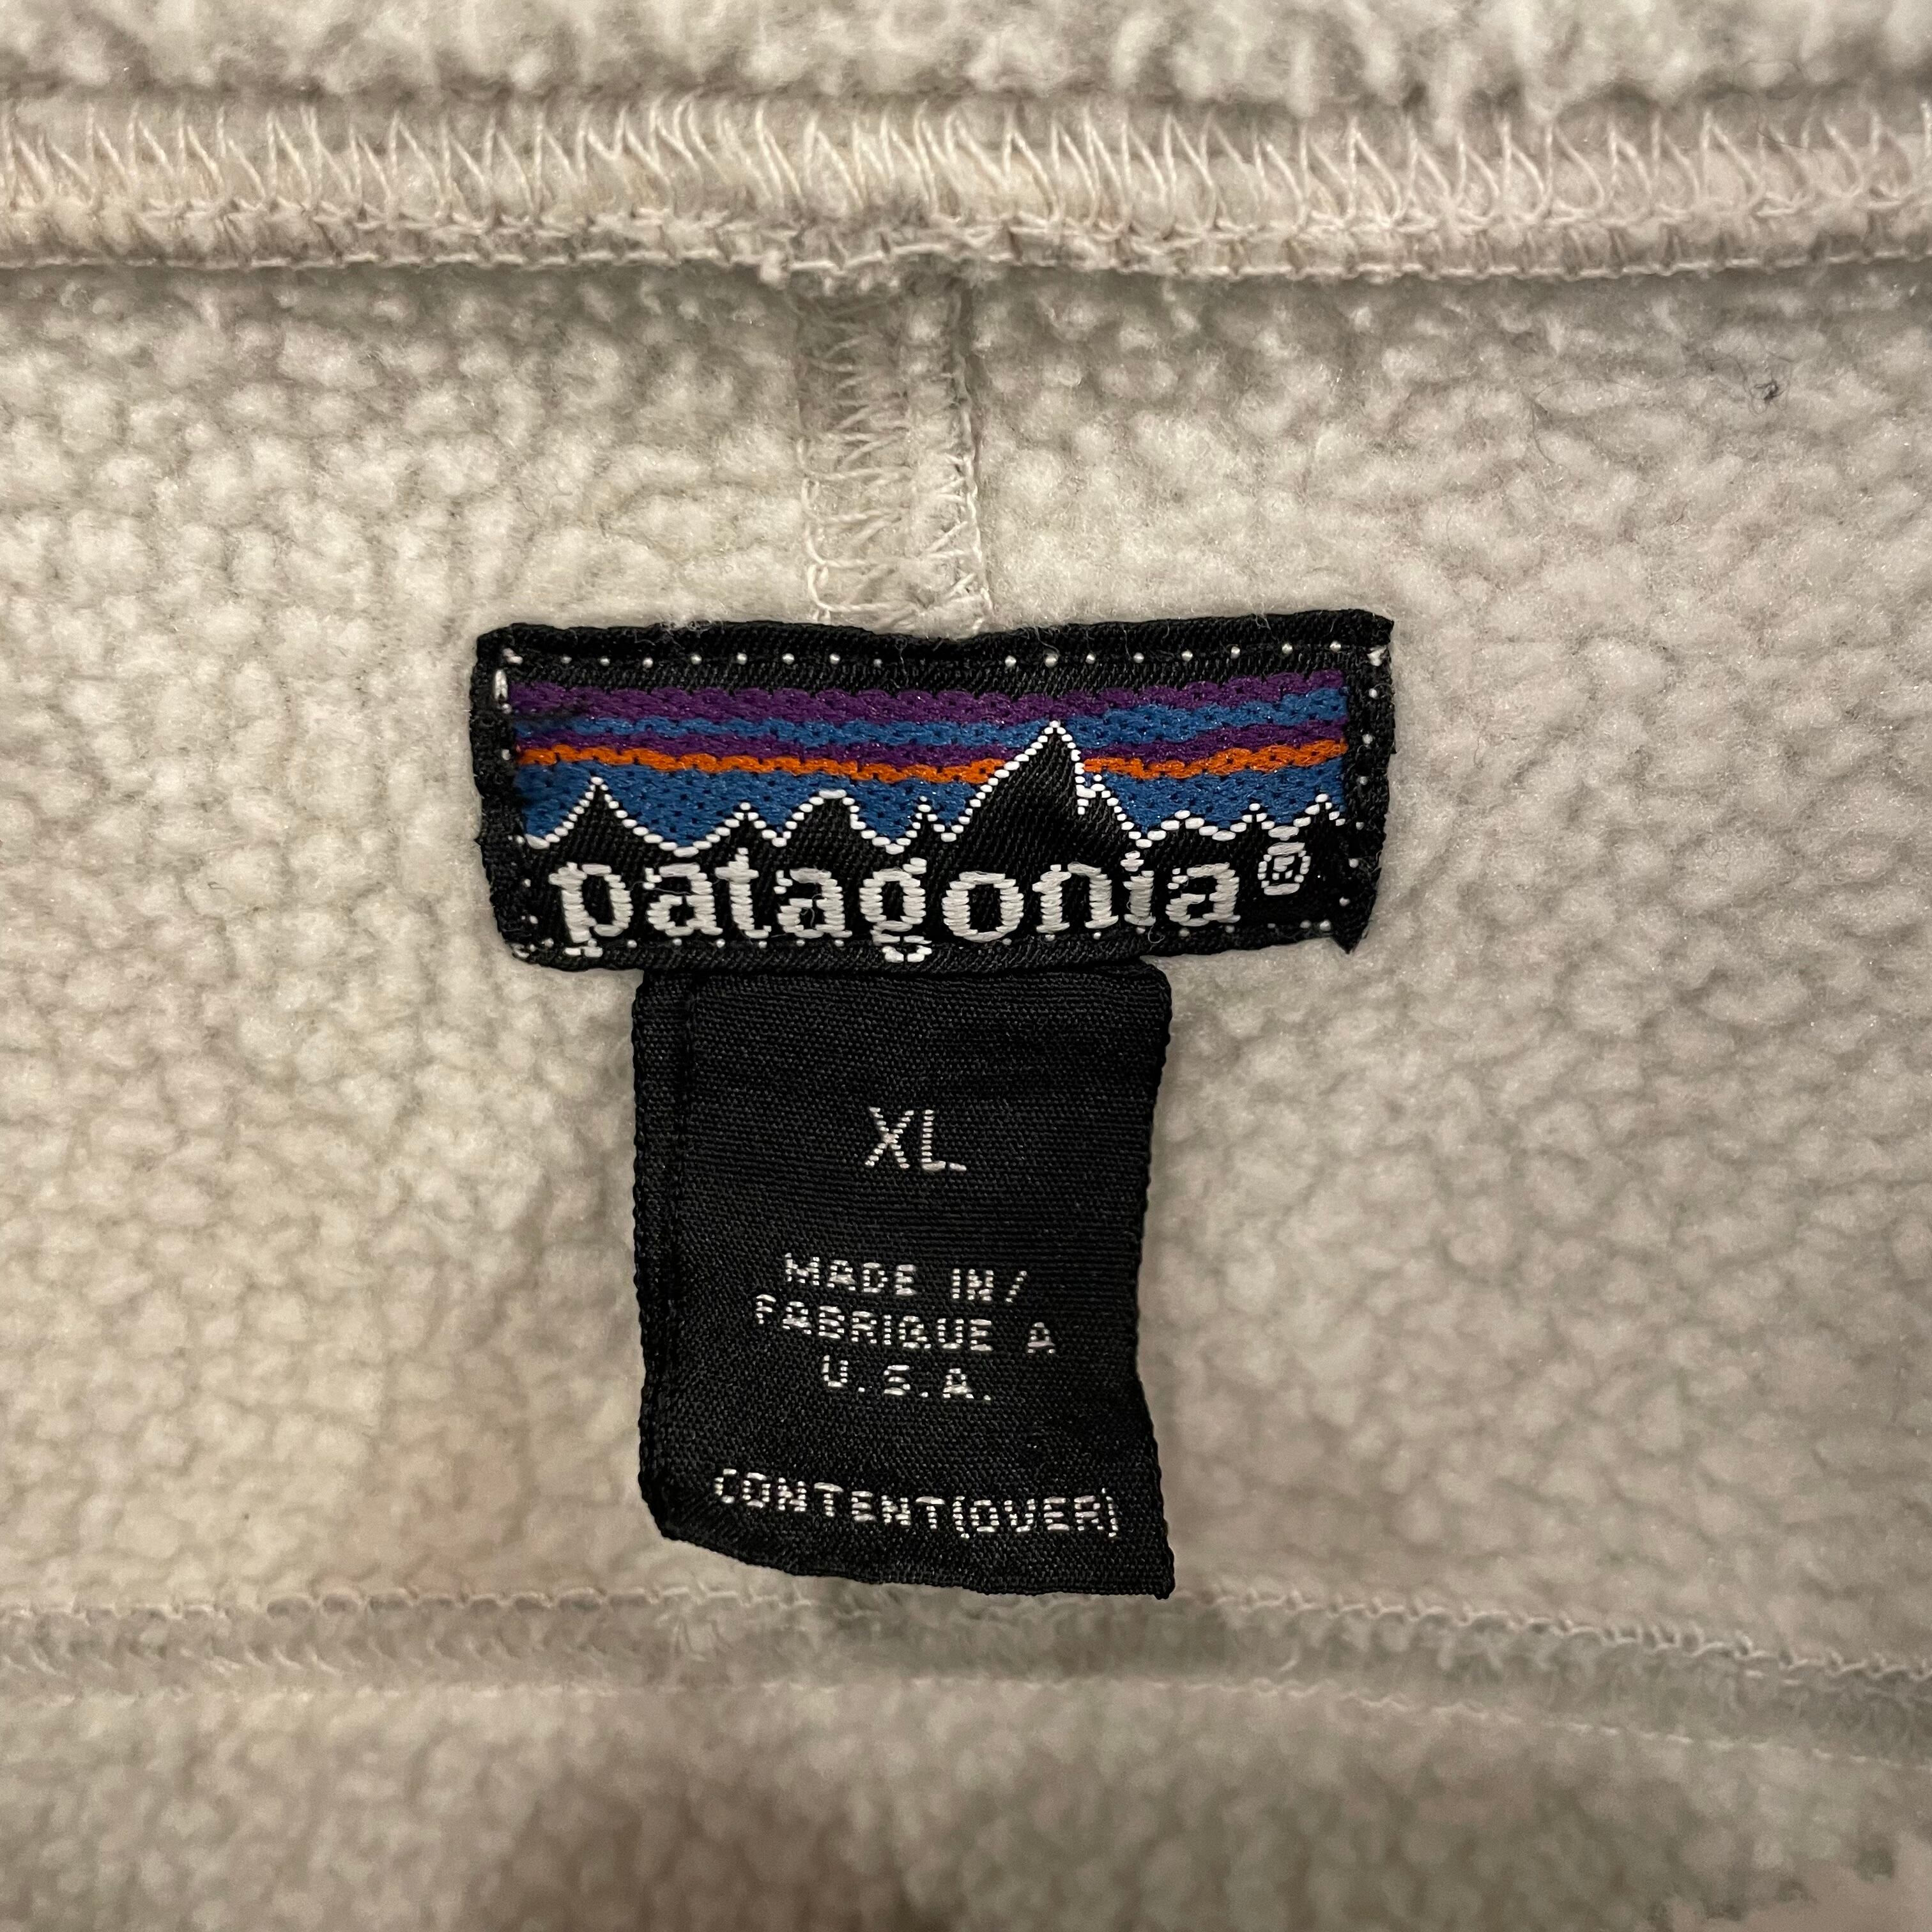 patagonia®
XL
MADE IN/
FABRIQUE A
U.S.A.
CONTENT(OVER)